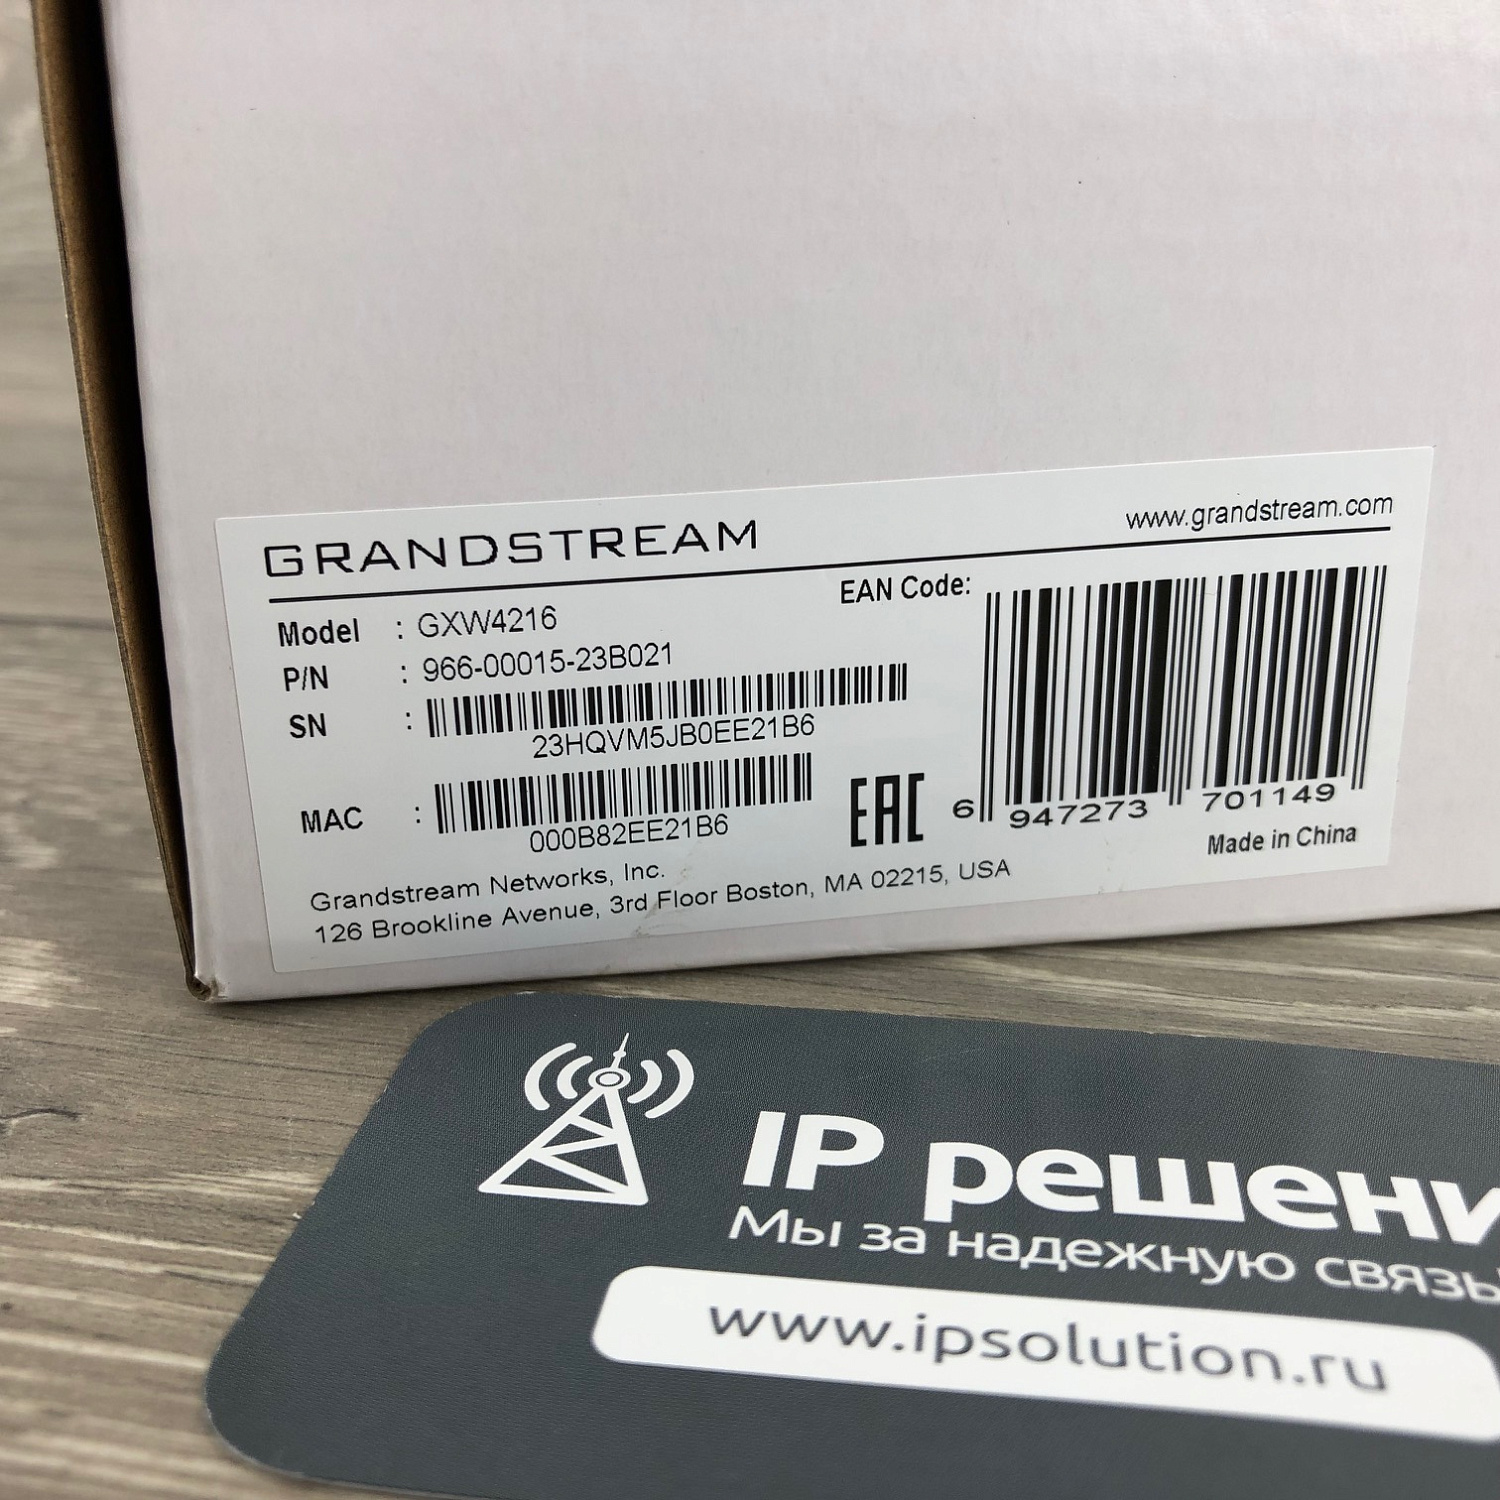 GRANDSTREAM
www.grandstream.com
Model : GXW4216
P/N : 966-00015-23B021
SN :
23HQVM5JB0EE21B6
MAC :
000B82EE21B6
EAN Code:
6 947273 701149
EAC
Made in China
Grandstream Networks, Inc.
126 Brookline Avenue, 3rd Floor Boston, MA 02215, USA
IP решени
Мы за надежную связь
www.ipsolution.ru